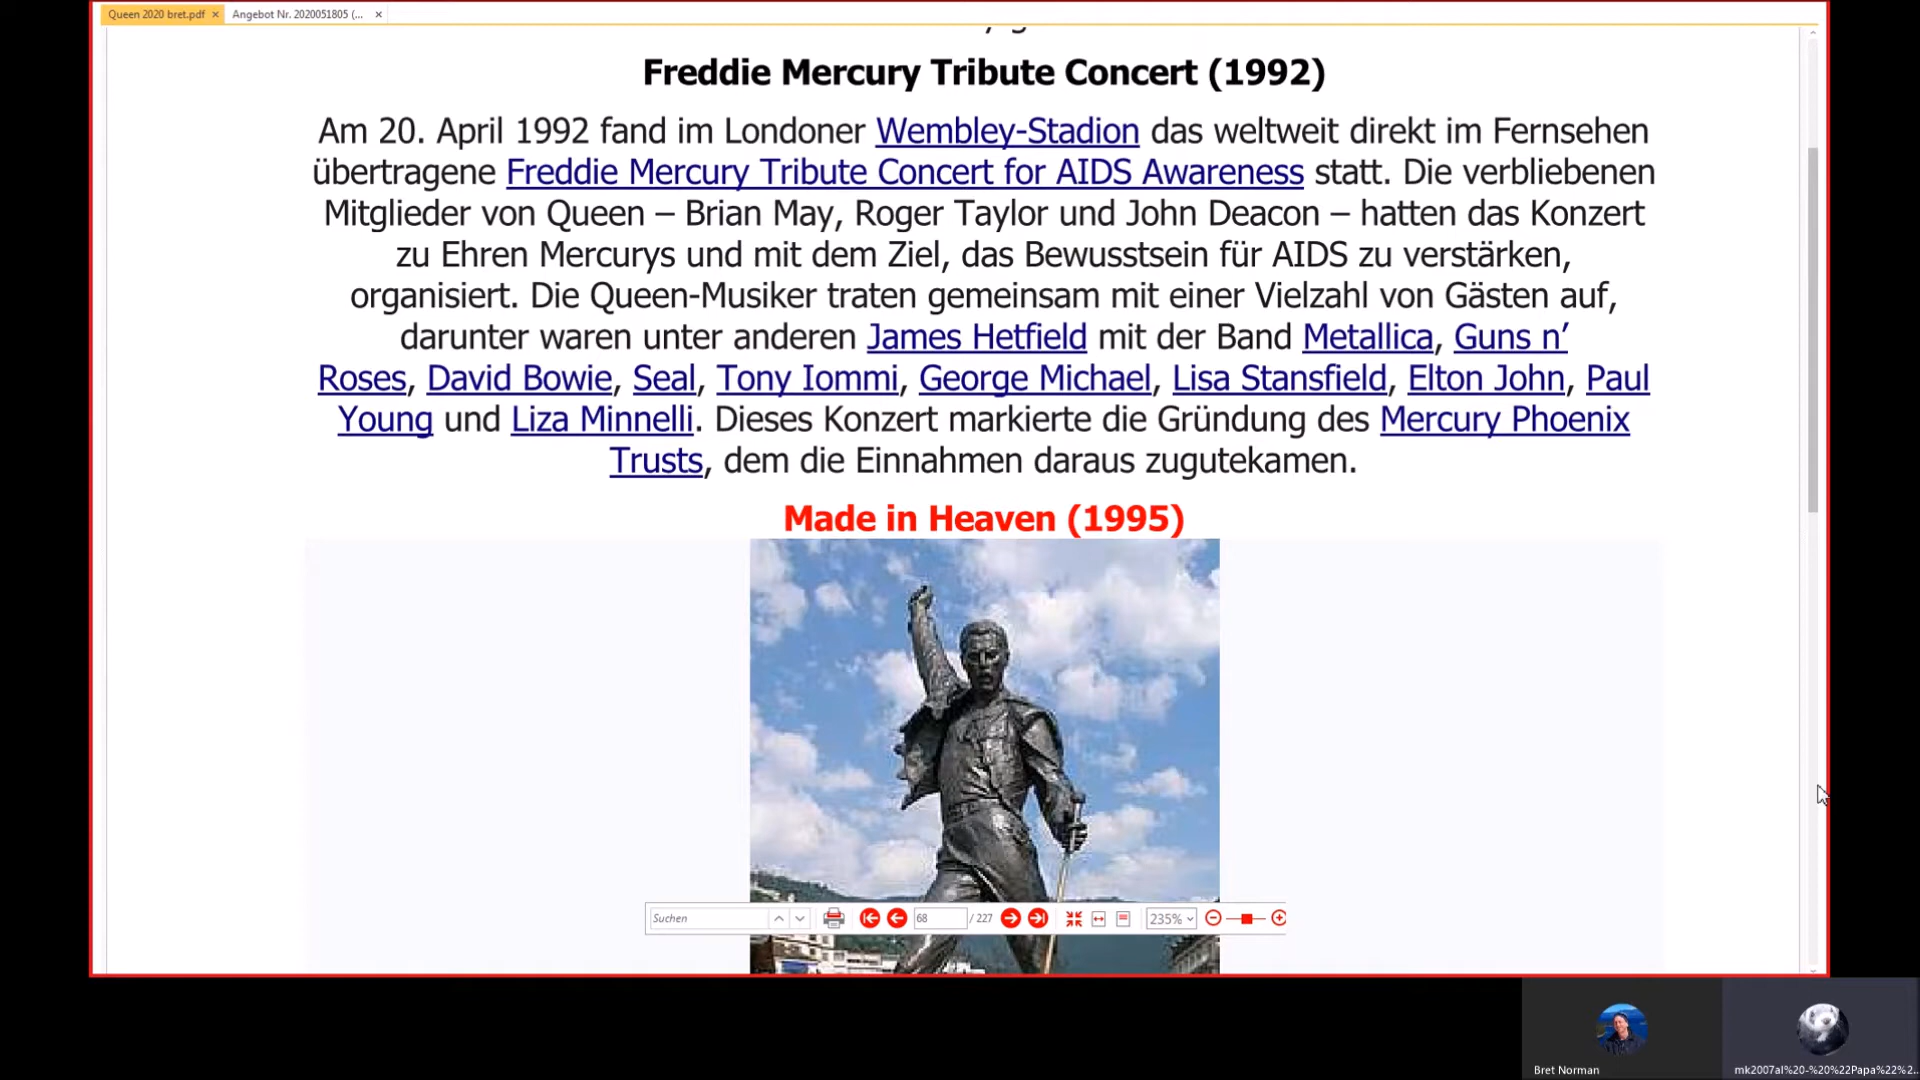 Queen 2020 bret.pdf
Angebot Nr. 2020051805 (...
Freddie Mercury Tribute Concert (1992)
Am 20. April 1992 fand im Londoner Wembley-Stadion das weltweit direkt im Fernsehen
übertragene Freddie Mercury Tribute Concert for AIDS Awareness statt. Die verbliebenen
Mitglieder von Queen – Brian May, Roger Taylor und John Deacon – hatten das Konzert
zu Ehren Mercurys und mit dem Ziel, das Bewusstsein für AIDS zu verstärken,
organisiert. Die Queen-Musiker traten gemeinsam mit einer Vielzahl von Gästen auf,
darunter waren unter anderen James Hetfield mit der Band Metallica, Guns n’
Roses, David Bowie, Seal, Tony Iommi, George Michael, Lisa Stansfield, Elton John, Paul
Young und Liza Minnelli. Dieses Konzert markierte die Gründung des Mercury Phoenix
Trusts, dem die Einnahmen daraus zugutekamen.
Made in Heaven (1995)
Suchen
68 / 227
235%
Bret Norman
mk2007al%20-%20%22Papa%22%2...